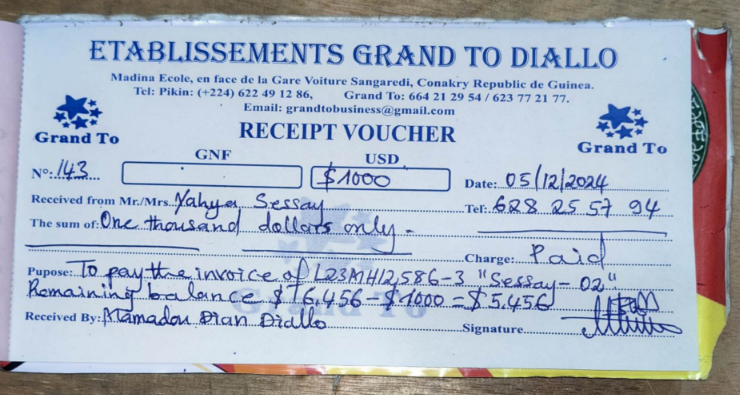 ETABLISSEMENTS GRAND TO DIALLO
Madina Ecole, en face de la Gare Voiture Sangaredi, Conakry Republic de Guinea.
Tel: Pikin: (+224) 622 49 12 86, Grand To: 664 21 29 54 / 623 77 21 77.
Email: grandtobusiness@gmail.com
Grand To
RECEIPT VOUCHER
Grand To
GNF USD
N°: 143 $1000 Date: 05/12/2024
Received from Mr./Mrs. Yahya Sessay Tel: 628 25 57 94
The sum of: One thousand dollars only -
Charge: Paid
Pupose: To pay the invoice of L23MH12586-3 "Sessay-02"
Remaining balance $16.456-$1000 = $5.456
Received By: Mamadou Dian Diallo Signature